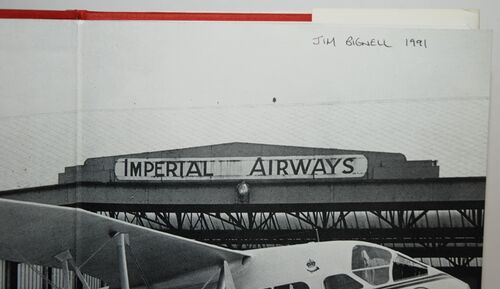 JIM BIGNELL 1991
IMPERIAL AIRWAYS